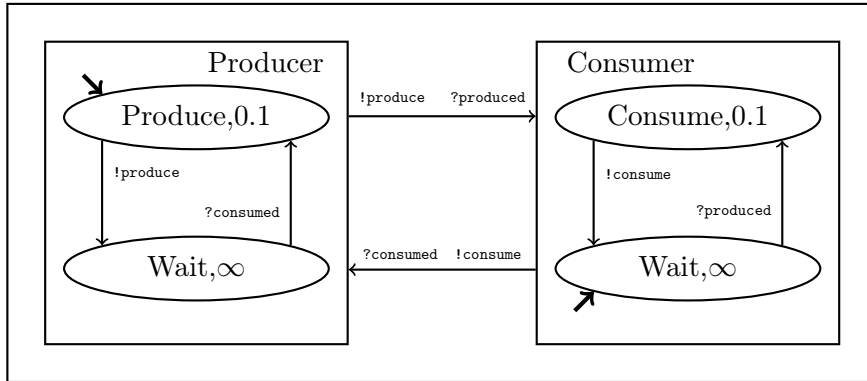 Producer
Consumer
Produce,0.1
!produce
?produced
Consume,0.1
!produce
!consume
?consumed
?produced
?consumed
!consume
Wait,∞
Wait,∞